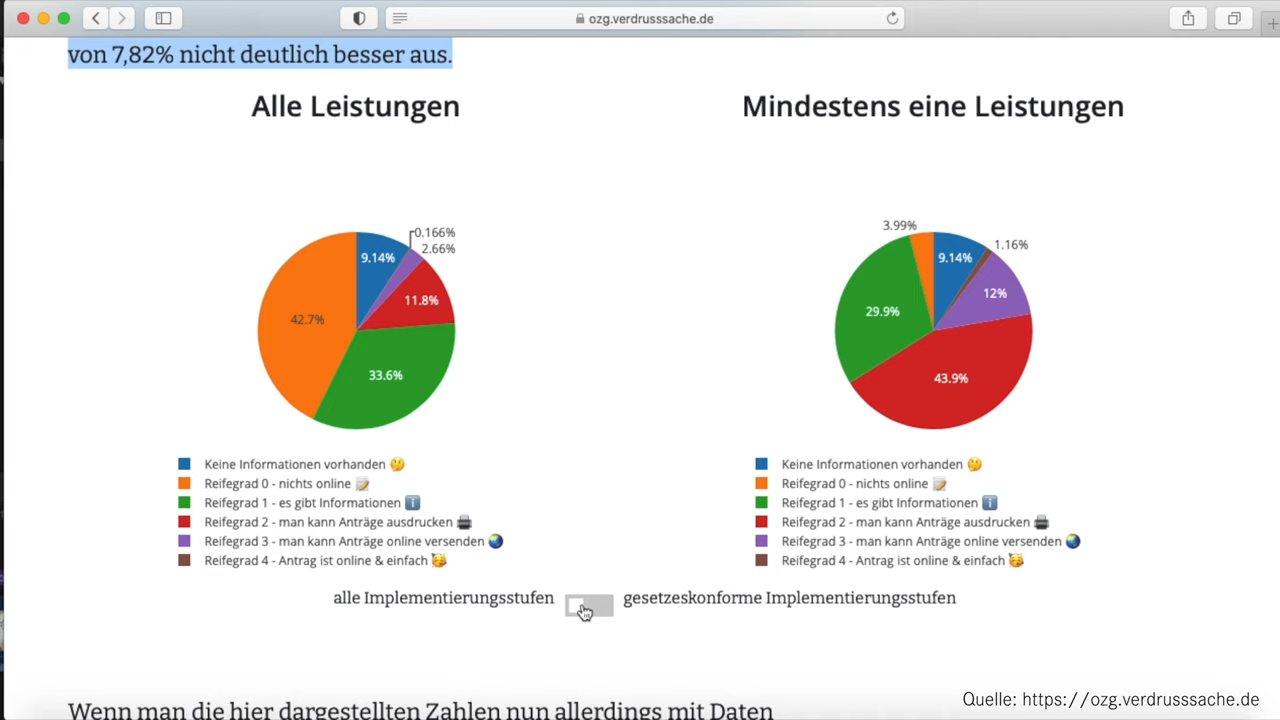 ozg.verdrusssache.de
von 7,82% nicht deutlich besser aus.
Alle Leistungen
0.166%
2.66%
9.14%
11.8%
42.7%
33.6%
Keine Informationen vorhanden
Reifegrad 0 - nichts online
Reifegrad 1 - es gibt Informationen
Reifegrad 2 - man kann Anträge ausdrucken
Reifegrad 3 - man kann Anträge online versenden
Reifegrad 4 - Antrag ist online & einfach
Mindestens eine Leistungen
3.99%
1.16%
9.14%
12%
29.9%
43.9%
Keine Informationen vorhanden
Reifegrad 0 - nichts online
Reifegrad 1 - es gibt Informationen
Reifegrad 2 - man kann Anträge ausdrucken
Reifegrad 3 - man kann Anträge online versenden
Reifegrad 4 - Antrag ist online & einfach
alle Implementierungsstufen gesetzeskonforme Implementierungsstufen
Wenn man die hier dargestellten Zahlen nun allerdings mit Daten
Quelle: https://ozg.verdrusssache.de